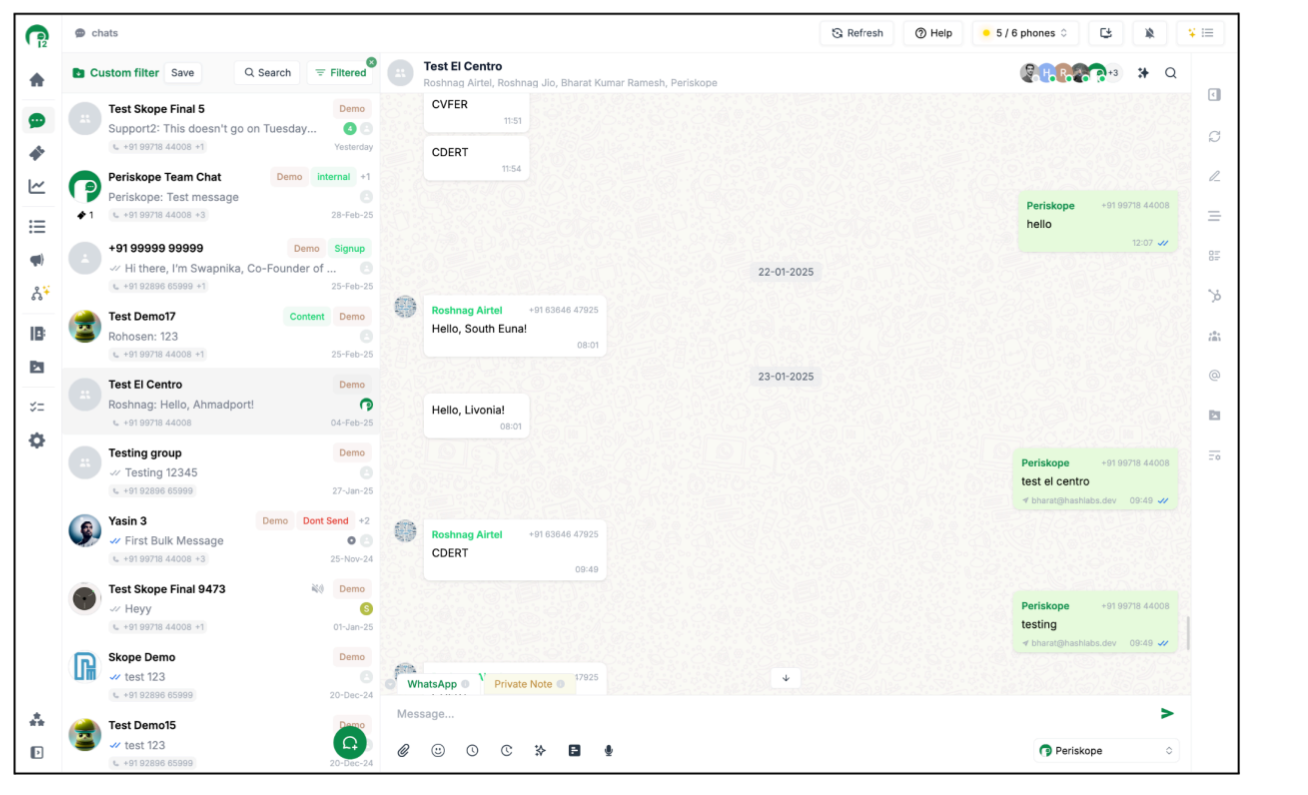 12
chats
Refresh
Help
5 / 6 phones
Custom filter
Save
Search
Filtered
Test El Centro
Roshnag Airtel, Roshnag Jio, Bharat Kumar Ramesh, Periskope
H
R
+3
Test Skope Final 5
Demo
Support2: This doesn't go on Tuesday...
4
+91 99718 44008 +1
Yesterday
Periskope Team Chat
Demo
internal
+1
Periskope: Test message
1
+91 99718 44008 +3
28-Feb-25
+91 99999 99999
Demo
Signup
Hi there, I'm Swapnika, Co-Founder of ...
+91 92896 65999 +1
25-Feb-25
Test Demo17
Content
Demo
Rohosen: 123
+91 99718 44008 +1
25-Feb-25
Test El Centro
Demo
Roshnag: Hello, Ahmadport!
+91 99718 44008
04-Feb-25
Testing group
Demo
Testing 12345
+91 92896 65999
27-Jan-25
Yasin 3
Demo
Dont Send
+2
First Bulk Message
+91 99718 44008 +3
25-Nov-24
Test Skope Final 9473
Demo
Heyy
S
+91 99718 44008 +1
01-Jan-25
Skope Demo
Demo
test 123
+91 92896 65999
20-Dec-24
Test Demo15
Demo
test 123
+91 92896 65999
20-Dec-24
CVFER
11:51
CDERT
11:54
Periskope +91 99718 44008
hello
12:07
22-01-2025
Roshnag Airtel +91 63646 47925
Hello, South Euna!
08:01
23-01-2025
Hello, Livonia!
08:01
Periskope +91 99718 44008
test el centro
bharat@hashlabs.dev 09:49
Roshnag Airtel +91 63646 47925
CDERT
09:49
Periskope +91 99718 44008
testing
bharat@hashlabs.dev 09:49
47925
WhatsApp
Private Note
Message...
Periskope